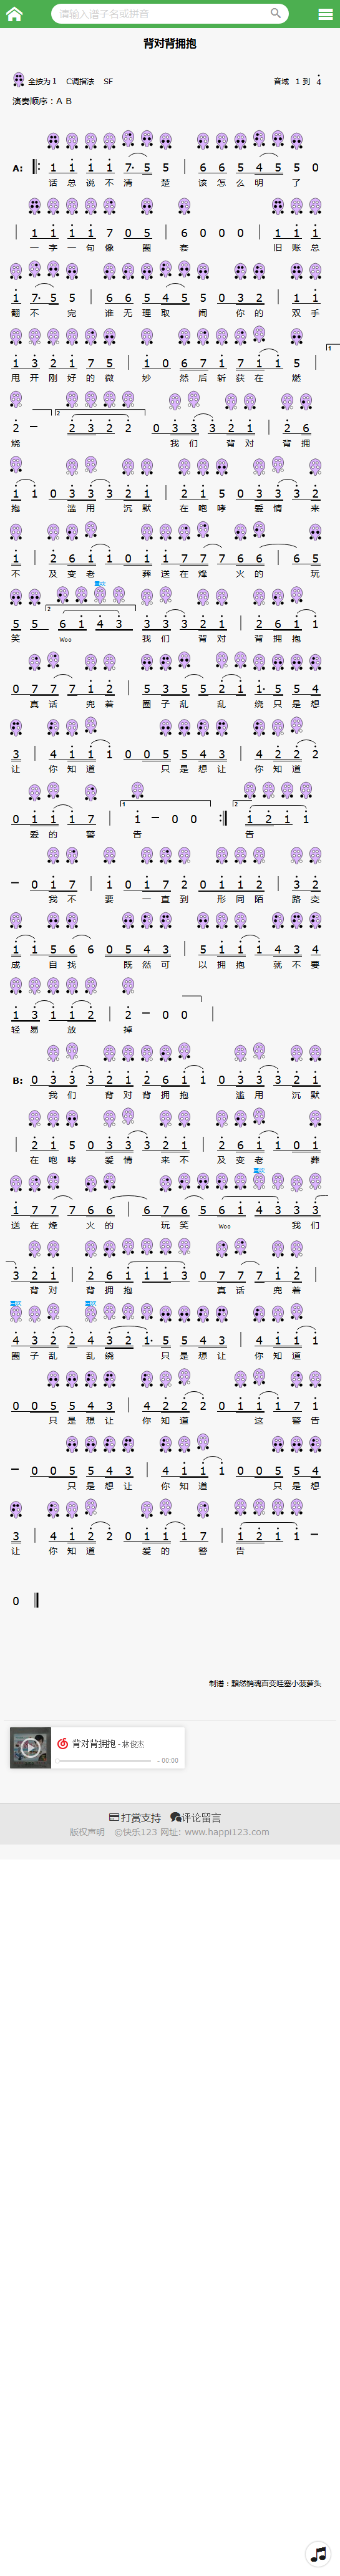 请输入谱子名或拼音
背对背拥抱
全按为 1 C调指法 SF 音域 1 到 4
演奏顺序：A B
A: 1 1 1 1 7· 5 5 | 6 6 5 4 5 5 0
话 总 说 不 清 楚 该 怎 么 明 了
| 1 1 1 1 7 0 5 | 6 0 0 0 | 1 1 1
一 字 一 句 像 圈 套 旧 账 总
1 7· 5 5 | 6 6 5 4 5 5 0 3 2 | 1 1
翻 不 完 谁 无 理 取 闹 你 的 双 手
1 3 2 1 7 5 | 1 0 6 7 1 7 1 1 5 | 1
甩 开 刚 好 的 微 妙 然 后 斩 获 在 燃
2 – 2 2 3 2 2 0 3 3 3 2 1 | 2 6
烧 我 们 背 对 背 拥
1 1 0 3 3 3 2 1 | 2 1 5 0 3 3 3 2
抱 滥 用 沉 默 在 咆 哮 爱 情 来
1 | 2 6 1 1 0 1 1 7 7 7 6 6 | 6 5
不 及 变 老 葬 送 在 烽 火 的 玩
宽吹
5 5 2 6 1 4 3 3 3 3 2 1 | 2 6 1 1
笑 Woo 我 们 背 对 背 拥 抱
0 7 7 7 1 2 | 5 3 5 5 2 1 1· 5 5 4
真 话 兜 着 圈 子 乱 乱 绕 只 是 想
3 | 4 1 1 1 0 0 5 5 4 3 | 4 2 2 2
让 你 知 道 只 是 想 让 你 知 道
0 1 1 1 7 | 1 1 – 0 0 :| 2 1 2 1 1
爱 的 警 告 告
– 0 1 7 | 1 0 1 7 2 0 1 1 2 | 3 2
我 不 要 一 直 到 形 同 陌 路 变
1 1 5 6 6 0 5 4 3 | 5 1 1 1 4 3 4
成 自 找 既 然 可 以 拥 抱 就 不 要
1 3 1 1 2 | 2 – 0 0 |
轻 易 放 掉
B: 0 3 3 3 2 1 2 6 1 1 0 3 3 3 2 1
我 们 背 对 背 拥 抱 滥 用 沉 默
| 2 1 5 0 3 3 3 2 1 | 2 6 1 1 0 1
在 咆 哮 爱 情 来 不 及 变 老 葬
1 7 7 7 6 6 | 6 7 6 5 6 1 4 3 3 3
送 在 烽 火 的 玩 笑 Woo 我 们
3 2 1 | 2 6 1 1 1 3 0 7 7 7 1 2 |
背 对 背 拥 抱 真 话 兜 着
4 3 2 2 2 4 3 2 1· 5 5 4 3 | 4 1 1 1
圈 子 乱 乱 绕 只 是 想 让 你 知 道
0 0 5 5 4 3 | 4 2 2 2 0 1 1 1 7 1
只 是 想 让 你 知 道 这 警 告
– 0 0 5 5 4 3 | 4 1 1 1 0 0 5 5 4
只 是 想 让 你 知 道 只 是 想
3 | 4 1 2 2 0 1 1 1 7 | 1 2 1 1 –
让 你 知 道 爱 的 警 告
0
制谱：黯然销魂百变哇塞小菠萝头
背对背拥抱 - 林俊杰
- 00:00
打赏支持 评论留言
版权声明 ©快乐123 网址: www.happi123.com